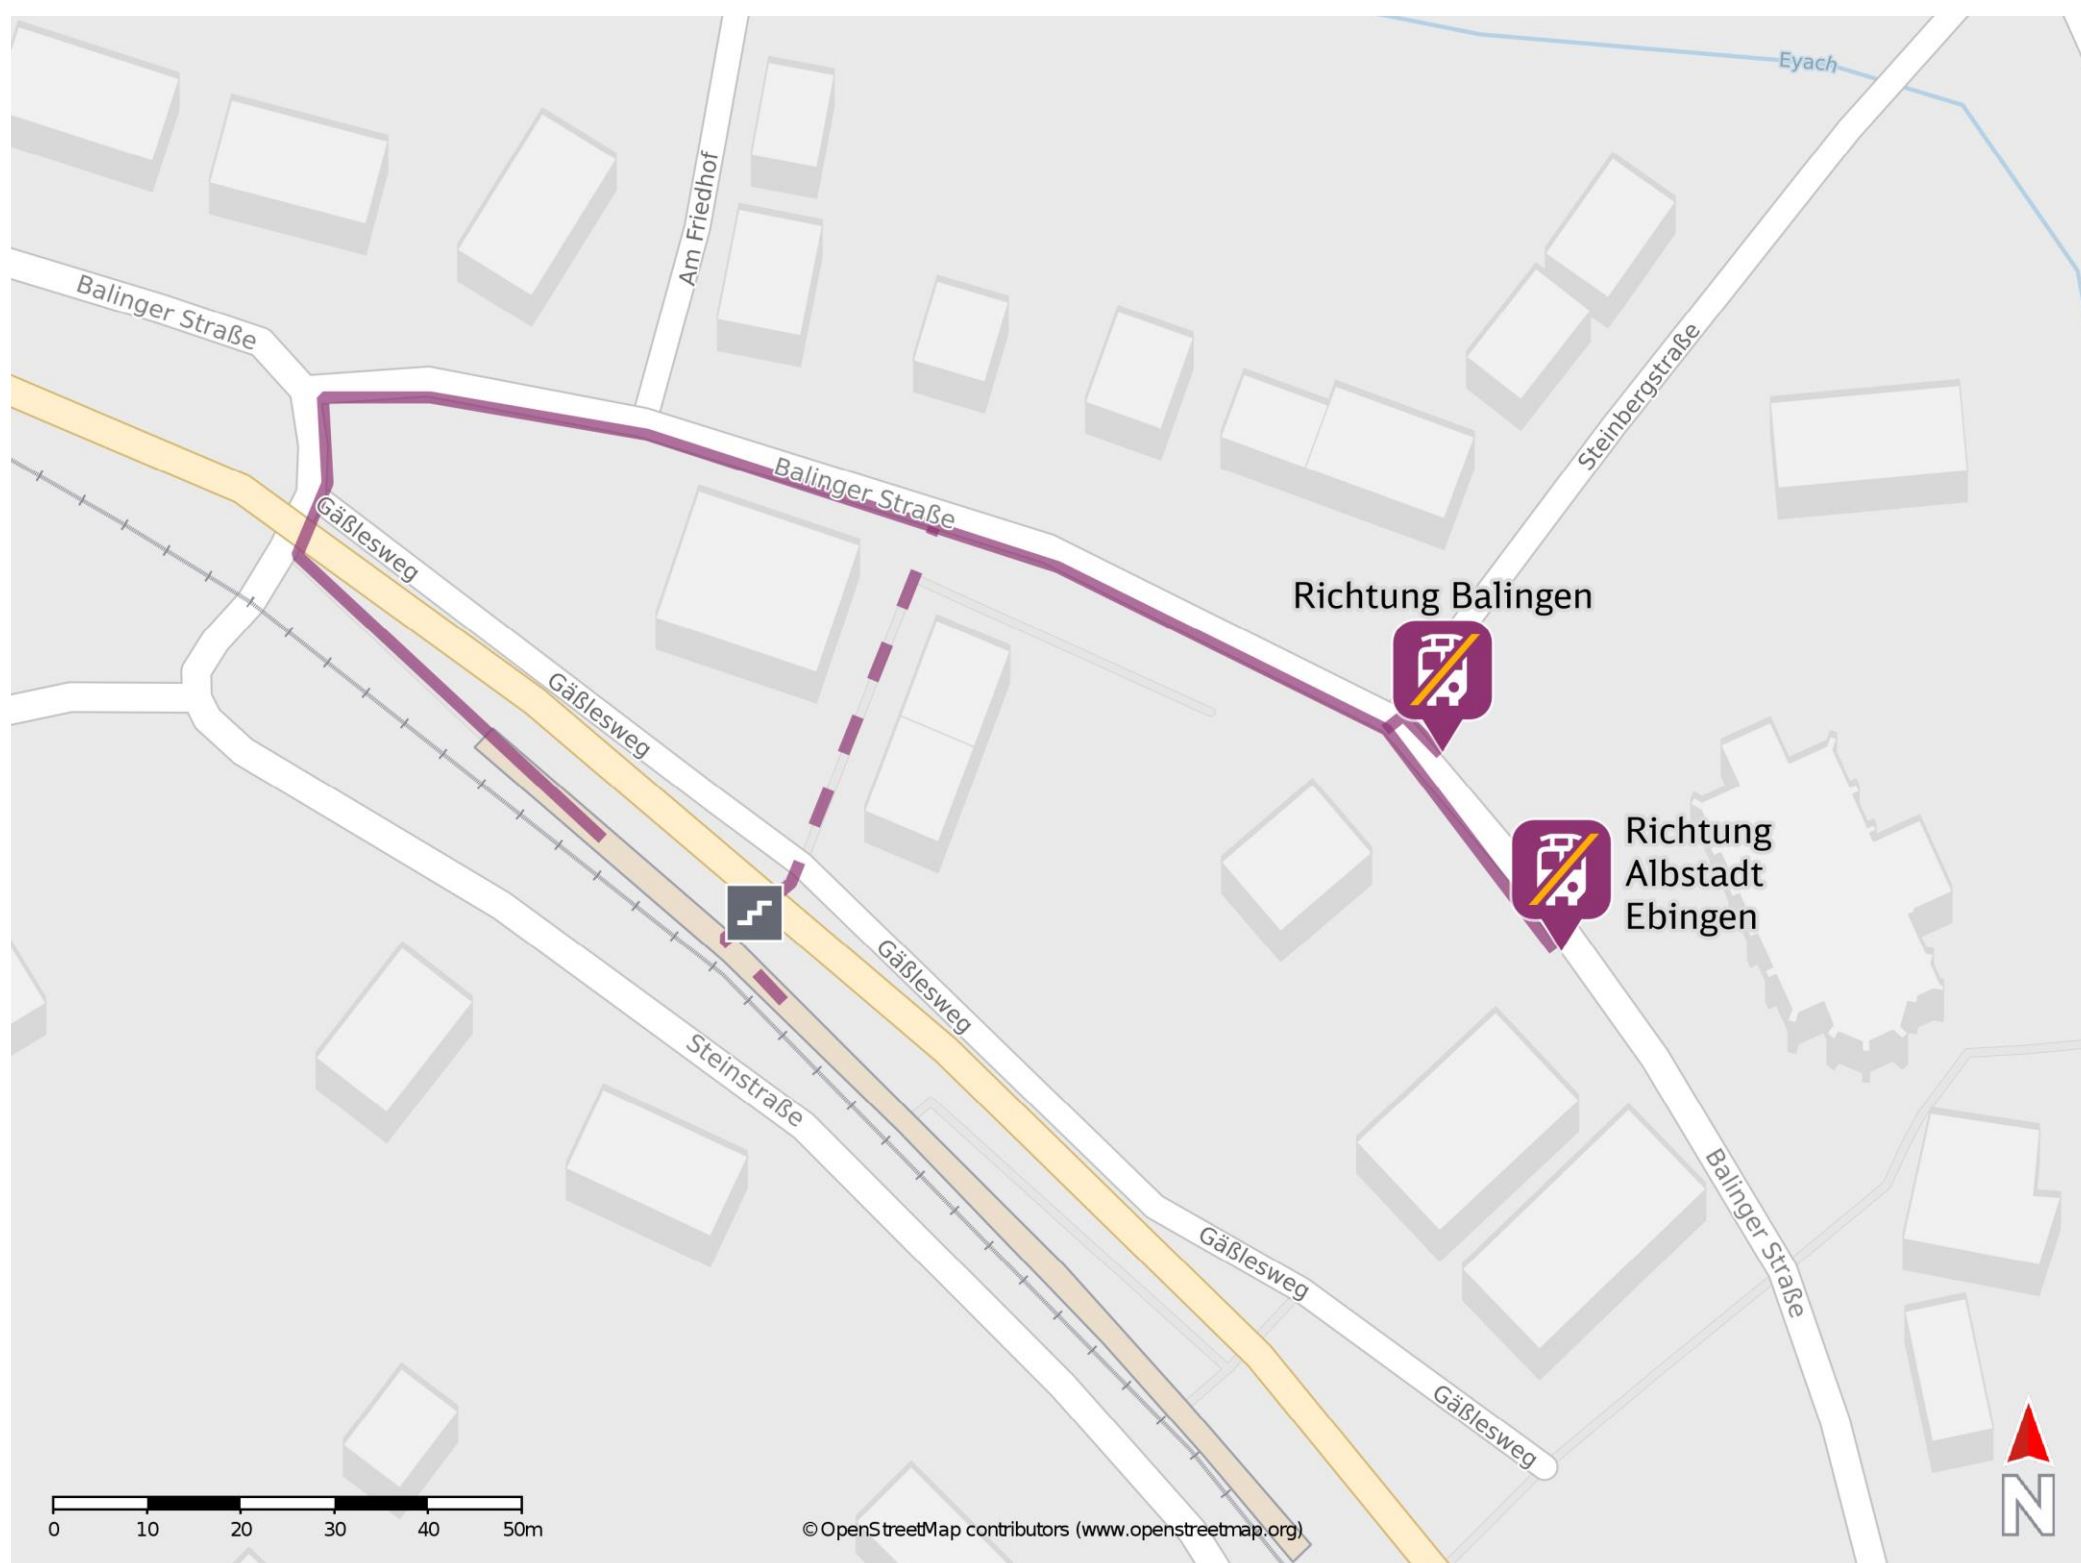 Eyach
Am Friedhof
Balinger Straße
Steinbergstraße
Balinger Straße
Gäßlesweg
Richtung Balingen
Gäßlesweg
Richtung
Albstadt
Ebingen
Gäßlesweg
Steinstraße
Balinger Straße
Gäßlesweg
Gäßlesweg
N
0 10 20 30 40 50m
© OpenStreetMap contributors (www.openstreetmap.org)